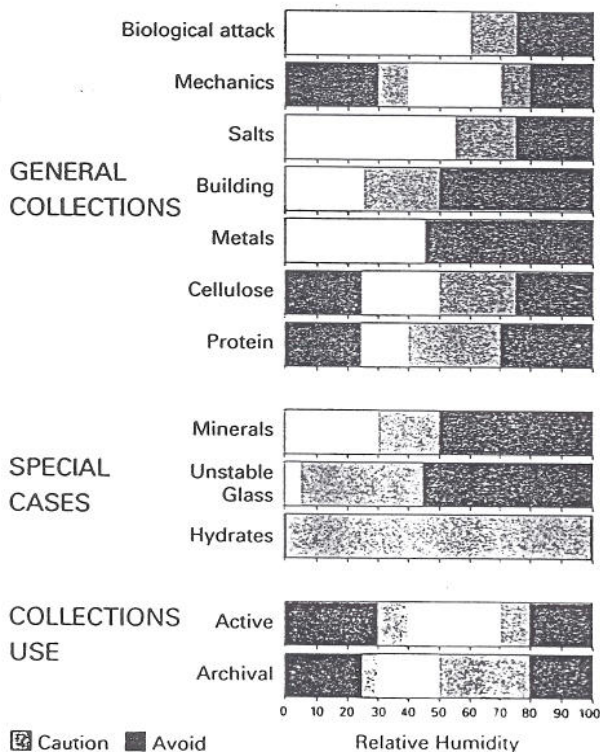 Biological attack
Mechanics
Salts
GENERAL
COLLECTIONS
Building
Metals
Cellulose
Protein
Minerals
SPECIAL
CASES
Unstable
Glass
Hydrates
COLLECTIONS
USE
Active
Archival
0 10 20 30 40 50 60 70 80 90 100
Caution Avoid Relative Humidity